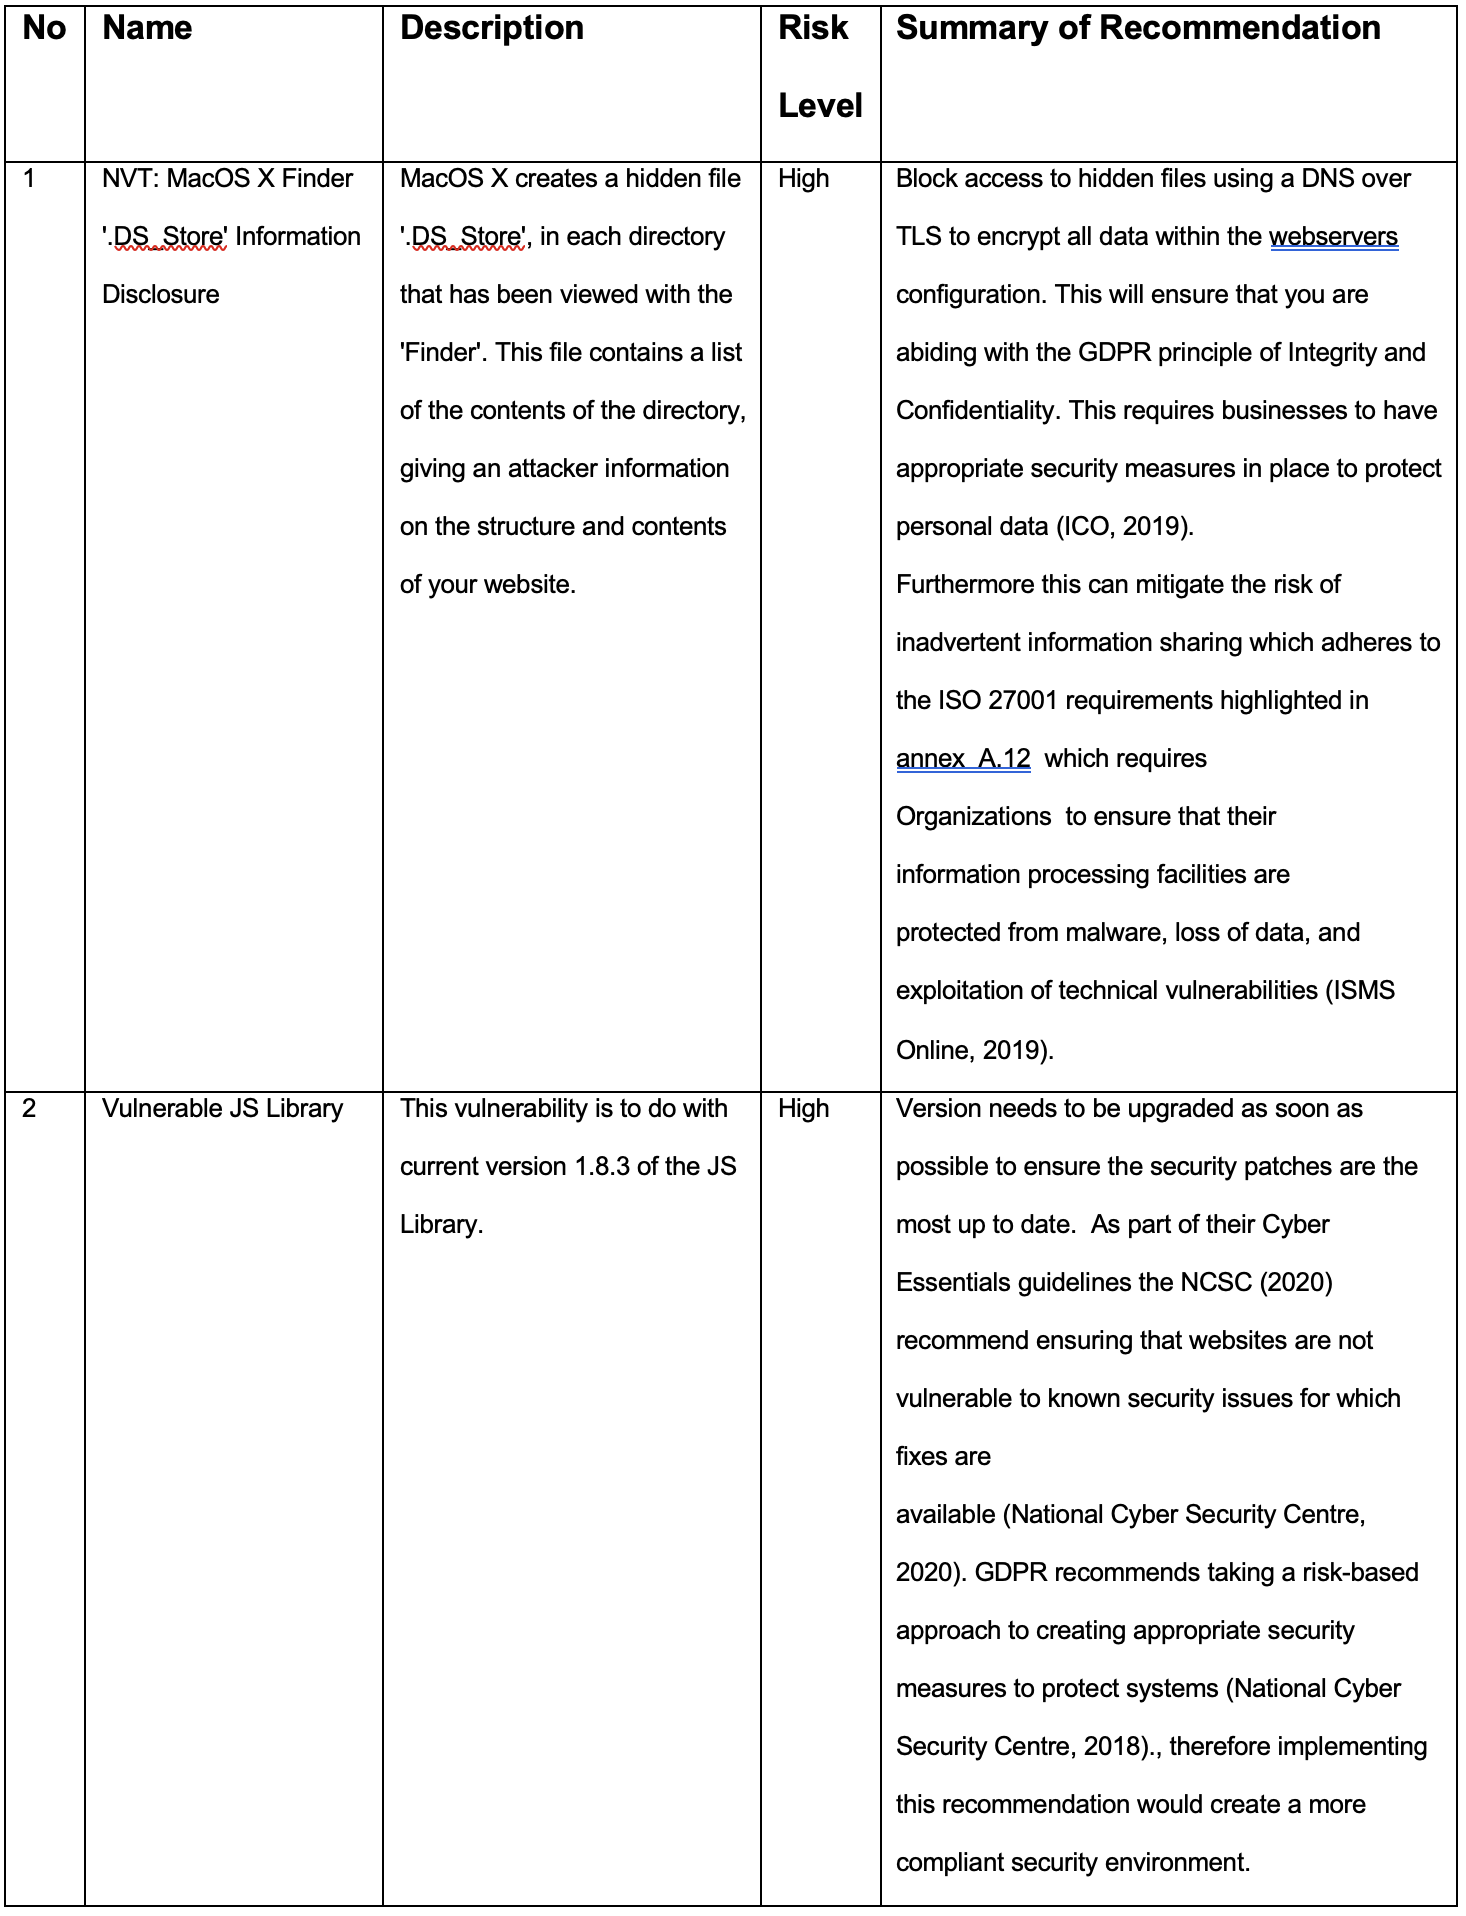 No Name Description Risk Level Summary of Recommendation
1
NVT: MacOS X Finder
'.DS_Store' Information
Disclosure
MacOS X creates a hidden file
'.DS_Store', in each directory
that has been viewed with the
'Finder'. This file contains a list
of the contents of the directory,
giving an attacker information
on the structure and contents
of your website.
High
Block access to hidden files using a DNS over
TLS to encrypt all data within the webservers
configuration. This will ensure that you are
abiding with the GDPR principle of Integrity and
Confidentiality. This requires businesses to have
appropriate security measures in place to protect
personal data (ICO, 2019).
Furthermore this can mitigate the risk of
inadvertent information sharing which adheres to
the ISO 27001 requirements highlighted in
annex  A.12  which requires
Organizations  to ensure that their
information processing facilities are
protected from malware, loss of data, and
exploitation of technical vulnerabilities (ISMS
Online, 2019).
2
Vulnerable JS Library
This vulnerability is to do with
current version 1.8.3 of the JS
Library.
High
Version needs to be upgraded as soon as
possible to ensure the security patches are the
most up to date.  As part of their Cyber
Essentials guidelines the NCSC (2020)
recommend ensuring that websites are not
vulnerable to known security issues for which
fixes are
available (National Cyber Security Centre,
2020). GDPR recommends taking a risk-based
approach to creating appropriate security
measures to protect systems (National Cyber
Security Centre, 2018)., therefore implementing
this recommendation would create a more
compliant security environment.